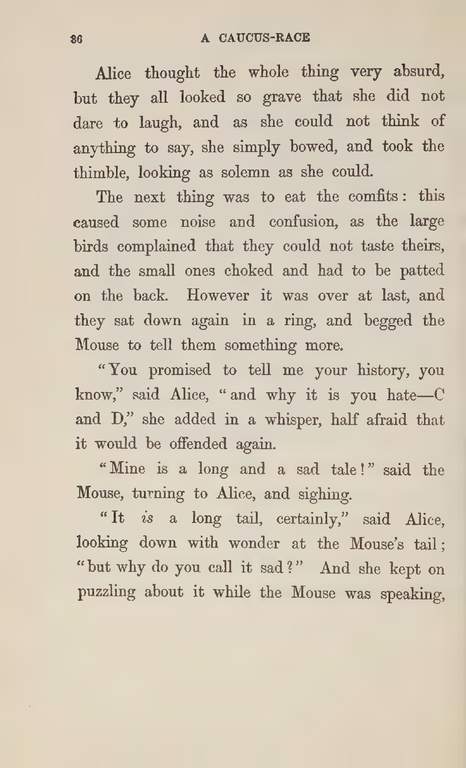 36 A CAUCUS-RACE
Alice thought the whole thing very absurd,
but they all looked so grave that she did not
dare to laugh, and as she could not think of
anything to say, she simply bowed, and took the
thimble, looking as solemn as she could.
The next thing was to eat the comfits: this
caused some noise and confusion, as the large
birds complained that they could not taste theirs,
and the small ones choked and had to be patted
on the back. However it was over at last, and
they sat down again in a ring, and begged the
Mouse to tell them something more.
“You promised to tell me your history, you
know,” said Alice, “and why it is you hate—C
and D,” she added in a whisper, half afraid that
it would be offended again.
“Mine is a long and a sad tale!” said the
Mouse, turning to Alice, and sighing.
“It is a long tail, certainly,” said Alice,
looking down with wonder at the Mouse’s tail;
“but why do you call it sad?” And she kept on
puzzling about it while the Mouse was speaking,